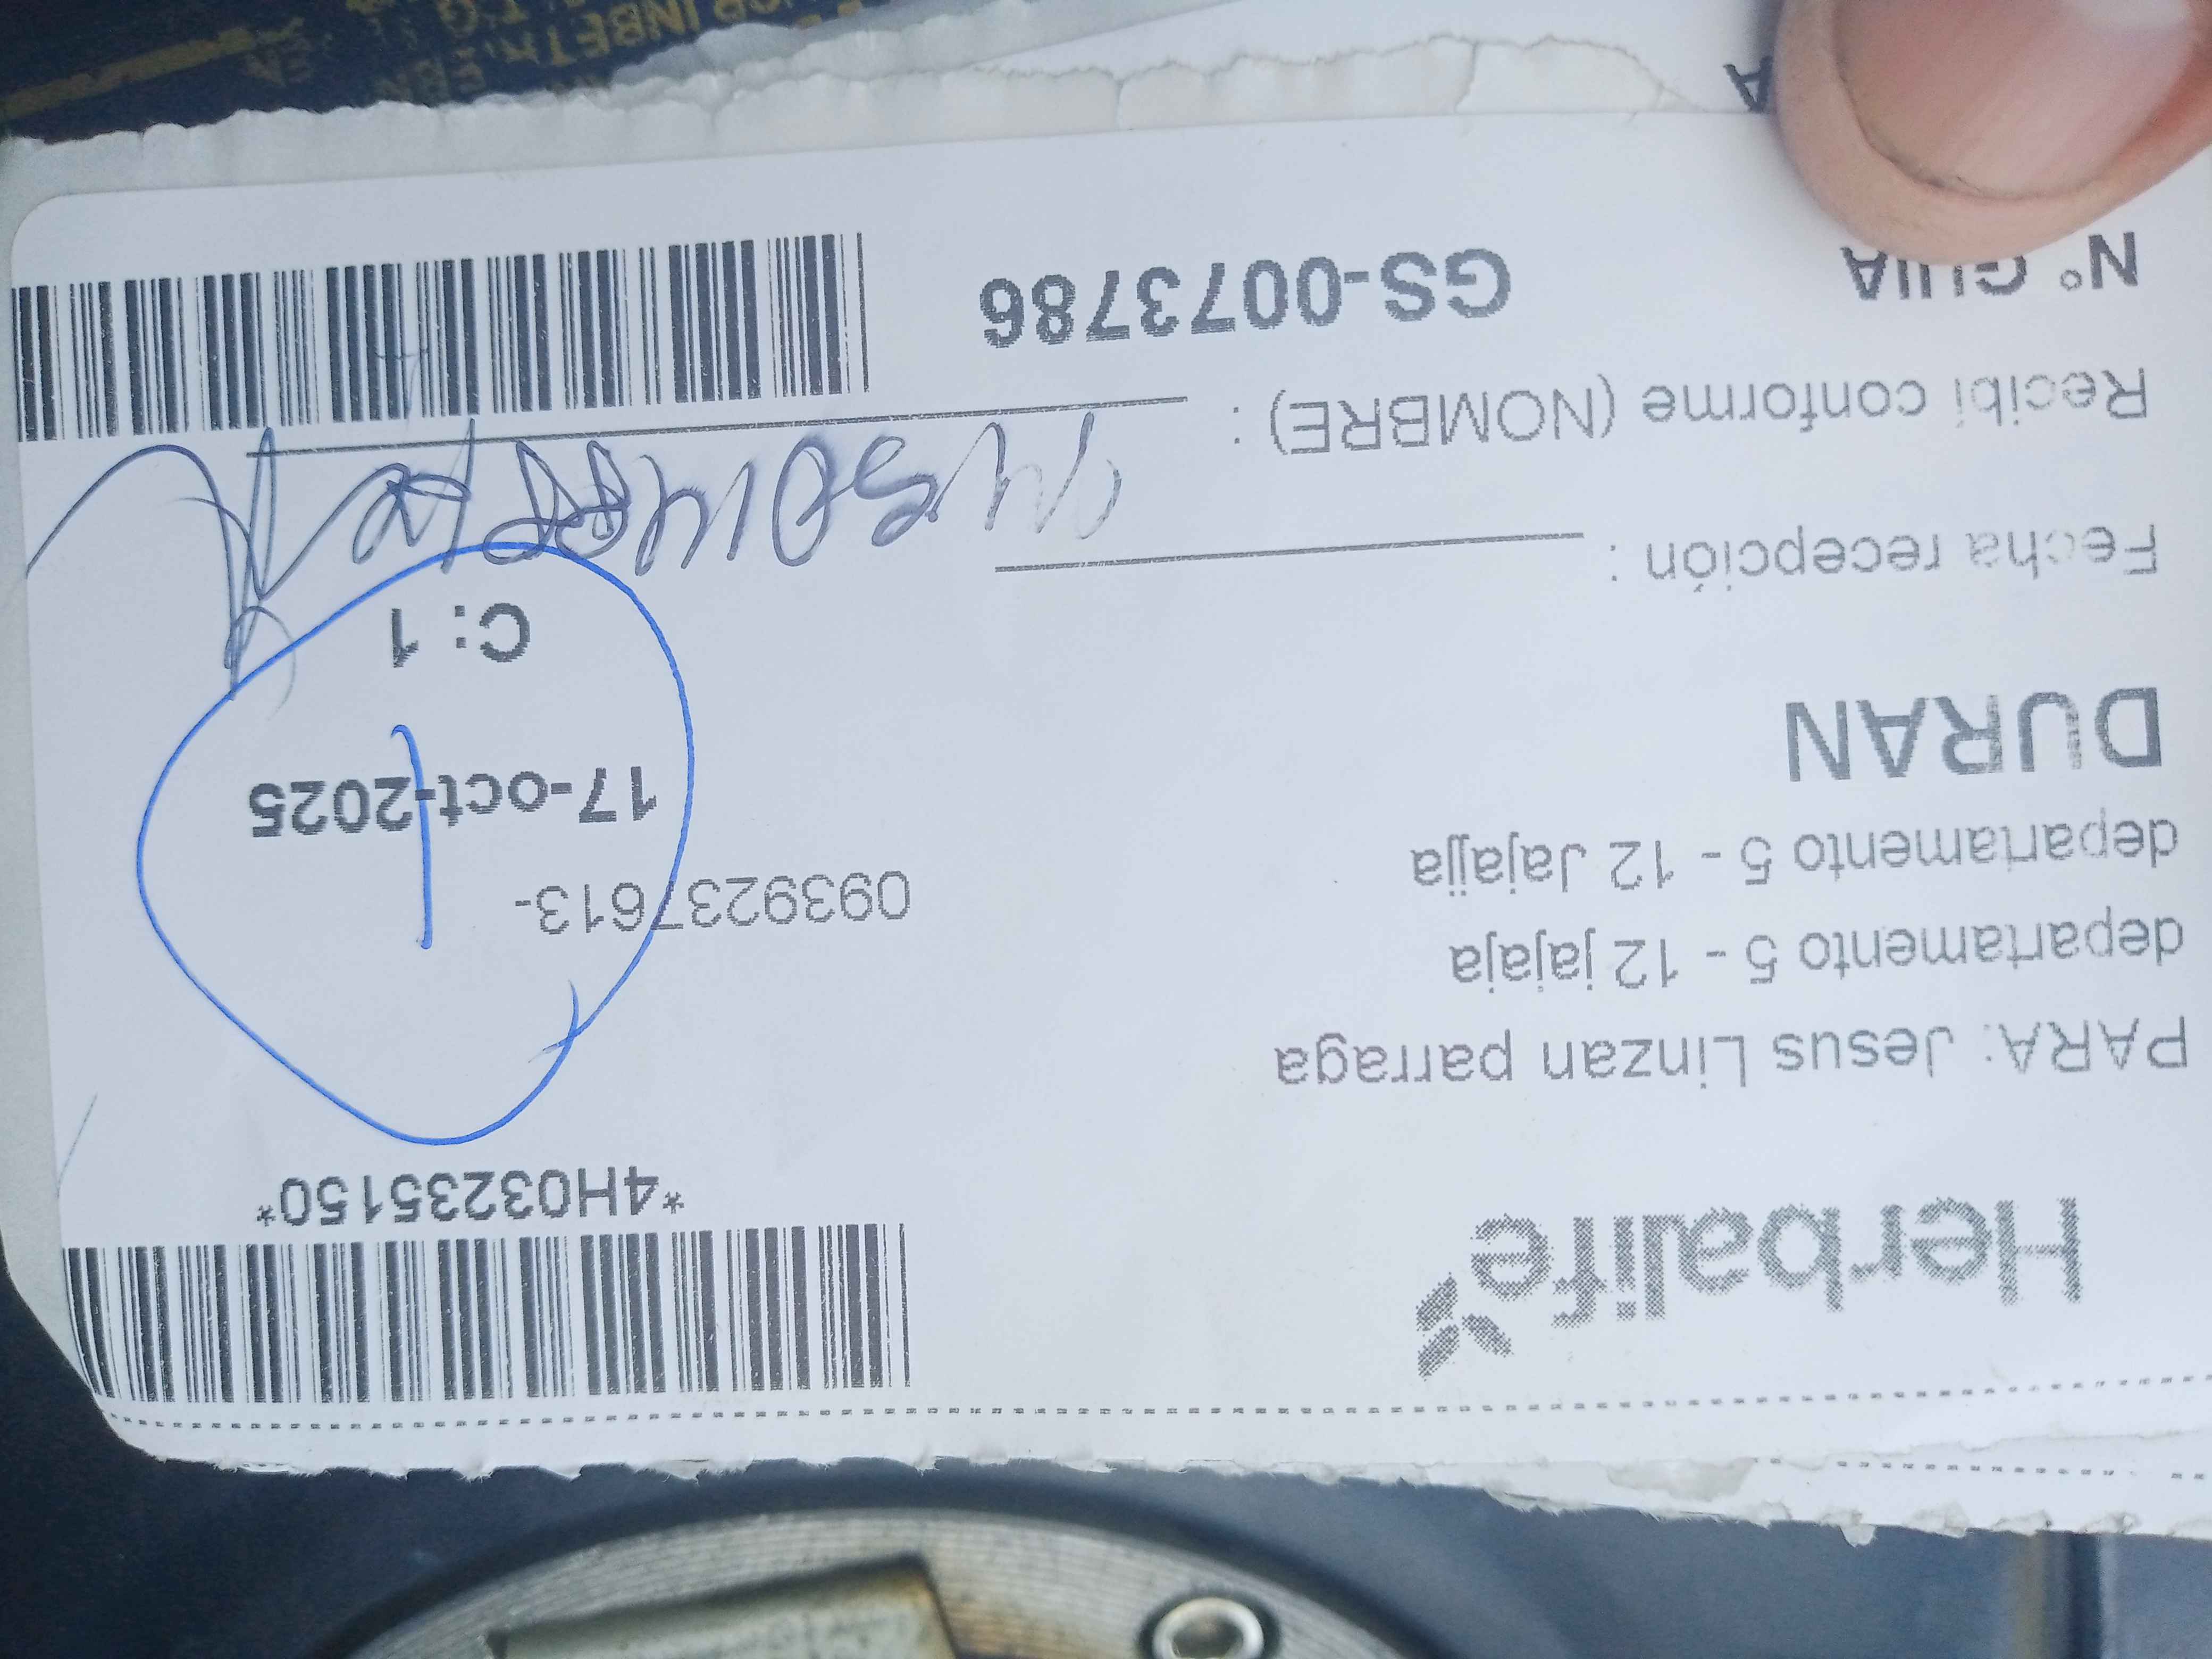 Herbalife
*4H03235150*
PARA: Jesus Linzan parraga
departamento 5 - 12 jajaja
departamento 5 - 12 Jajajja
0939237613-
DURAN
17-oct-2025
C: 1
Fecha recepción :
Recibi conforme (NOMBRE) :
N° GUIA
GS-0073786